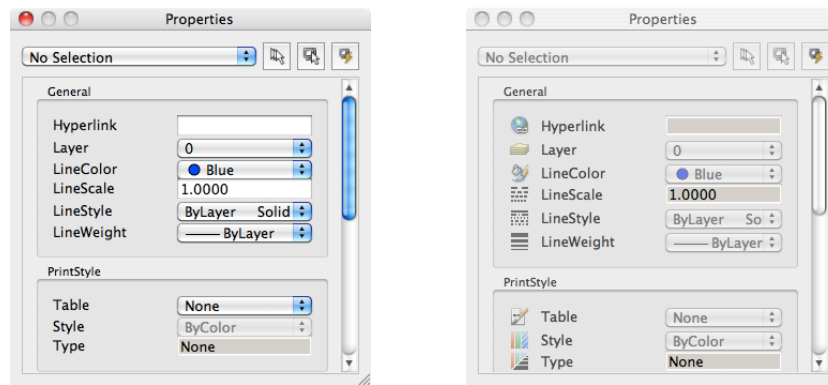 Properties
No Selection
General
Hyperlink
Layer 0
LineColor Blue
LineScale 1.0000
LineStyle ByLayer Solid
LineWeight ByLayer
PrintStyle
Table None
Style ByColor
Type None
Properties
No Selection
General
Hyperlink
Layer 0
LineColor Blue
LineScale 1.0000
LineStyle ByLayer So
LineWeight ByLayer
PrintStyle
Table None
Style ByColor
Type None